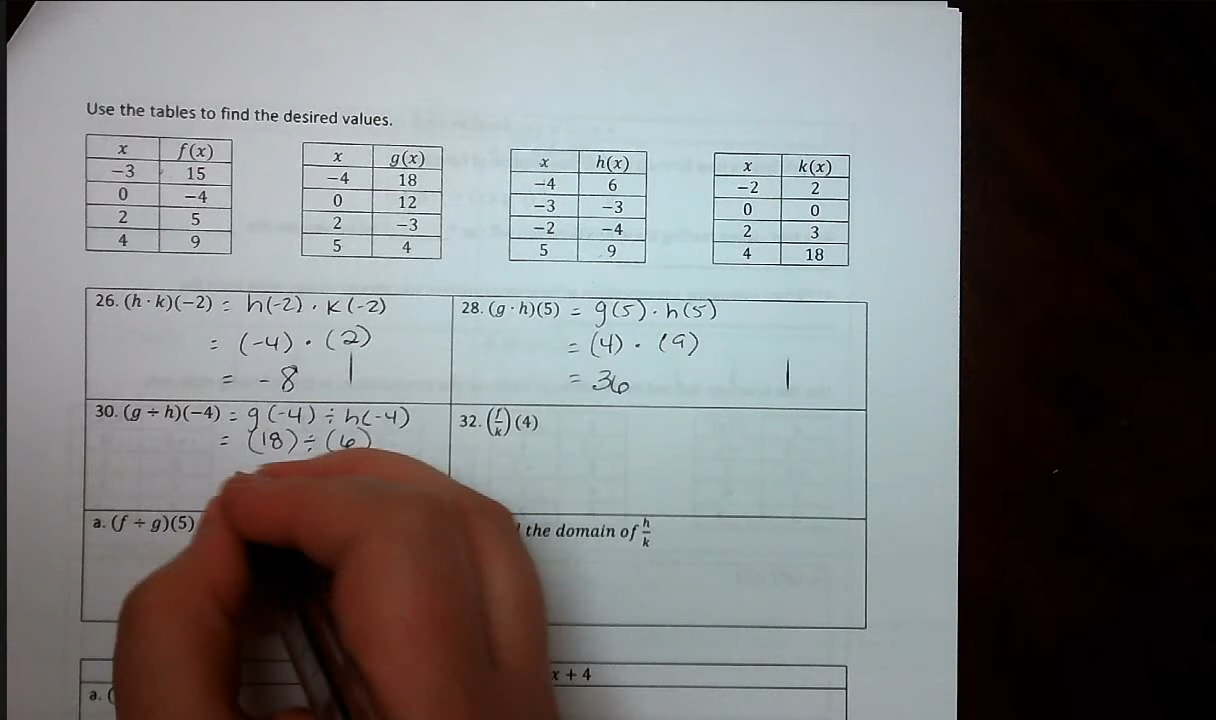 Use the tables to find the desired values.
x f(x)
−3 15
0 −4
2 5
4 9
x g(x)
−4 18
0 12
2 −3
5 4
x h(x)
−4 6
−3 −3
−2 −4
5 9
x k(x)
−2 2
0 0
2 3
4 18
26. (h · k)(−2) = h(-2) · k(-2)
= (-4) · (2)
= -8
28. (g · h)(5) = g(5) · h(5)
= (4) · (9)
= 36
30. (g ÷ h)(−4) = g(-4) ÷ h(-4)
= (18) ÷ (6)
32. (f/k)(4)
a. (f ÷ g)(5)
the domain of h/k
x + 4
a. (